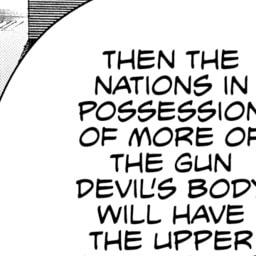 THEN THE
NATIONS IN
POSSESSION
OF MORE OF
THE GUN
DEVIL'S BODY
WILL HAVE
THE UPPER